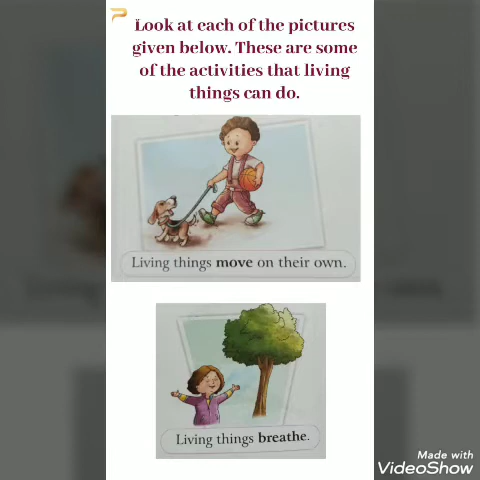 Look at each of the pictures
given below. These are some
of the activities that living
things can do.
Living things move on their own.
Living things breathe.
Made with
VideoShow